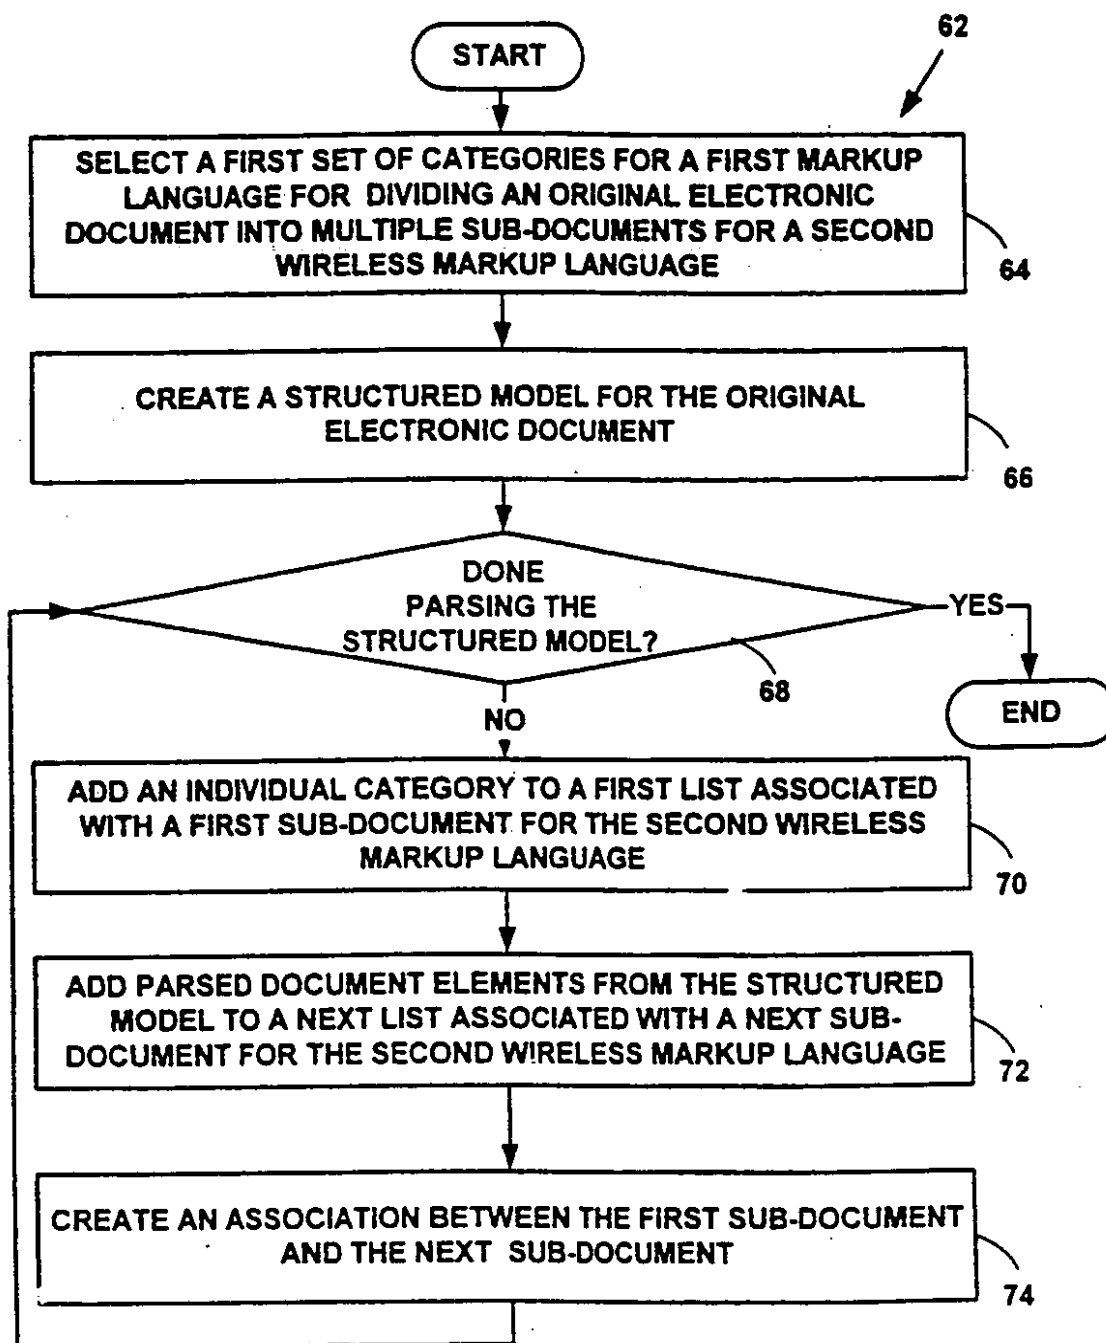 62
START
SELECT A FIRST SET OF CATEGORIES FOR A FIRST MARKUP
LANGUAGE FOR DIVIDING AN ORIGINAL ELECTRONIC
DOCUMENT INTO MULTIPLE SUB-DOCUMENTS FOR A SECOND
WIRELESS MARKUP LANGUAGE
64
CREATE A STRUCTURED MODEL FOR THE ORIGINAL
ELECTRONIC DOCUMENT
66
DONE
PARSING THE
STRUCTURED MODEL?
YES
68
END
NO
ADD AN INDIVIDUAL CATEGORY TO A FIRST LIST ASSOCIATED
WITH A FIRST SUB-DOCUMENT FOR THE SECOND WIRELESS
MARKUP LANGUAGE
70
ADD PARSED DOCUMENT ELEMENTS FROM THE STRUCTURED
MODEL TO A NEXT LIST ASSOCIATED WITH A NEXT SUB-
DOCUMENT FOR THE SECOND WIRELESS MARKUP LANGUAGE
72
CREATE AN ASSOCIATION BETWEEN THE FIRST SUB-DOCUMENT
AND THE NEXT SUB-DOCUMENT
74